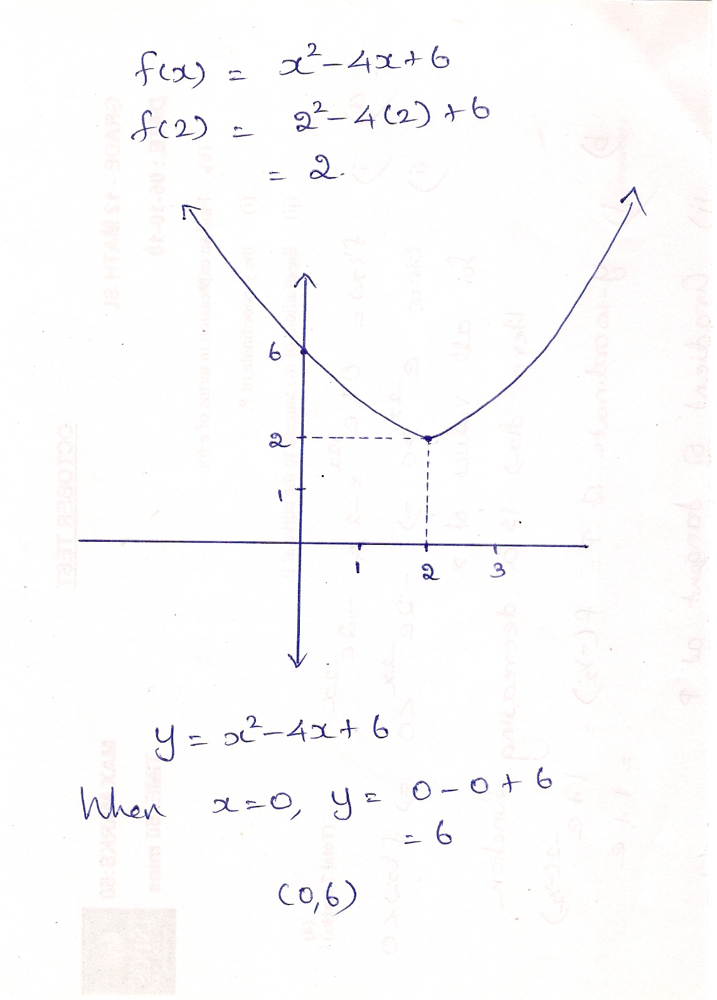 f(x) = x²-4x+6
f(2) = 2²-4(2)+6
= 2.
6
2
1
1 2 3
y = x²-4x+6
When x=0, y = 0-0+6
= 6
(0,6)